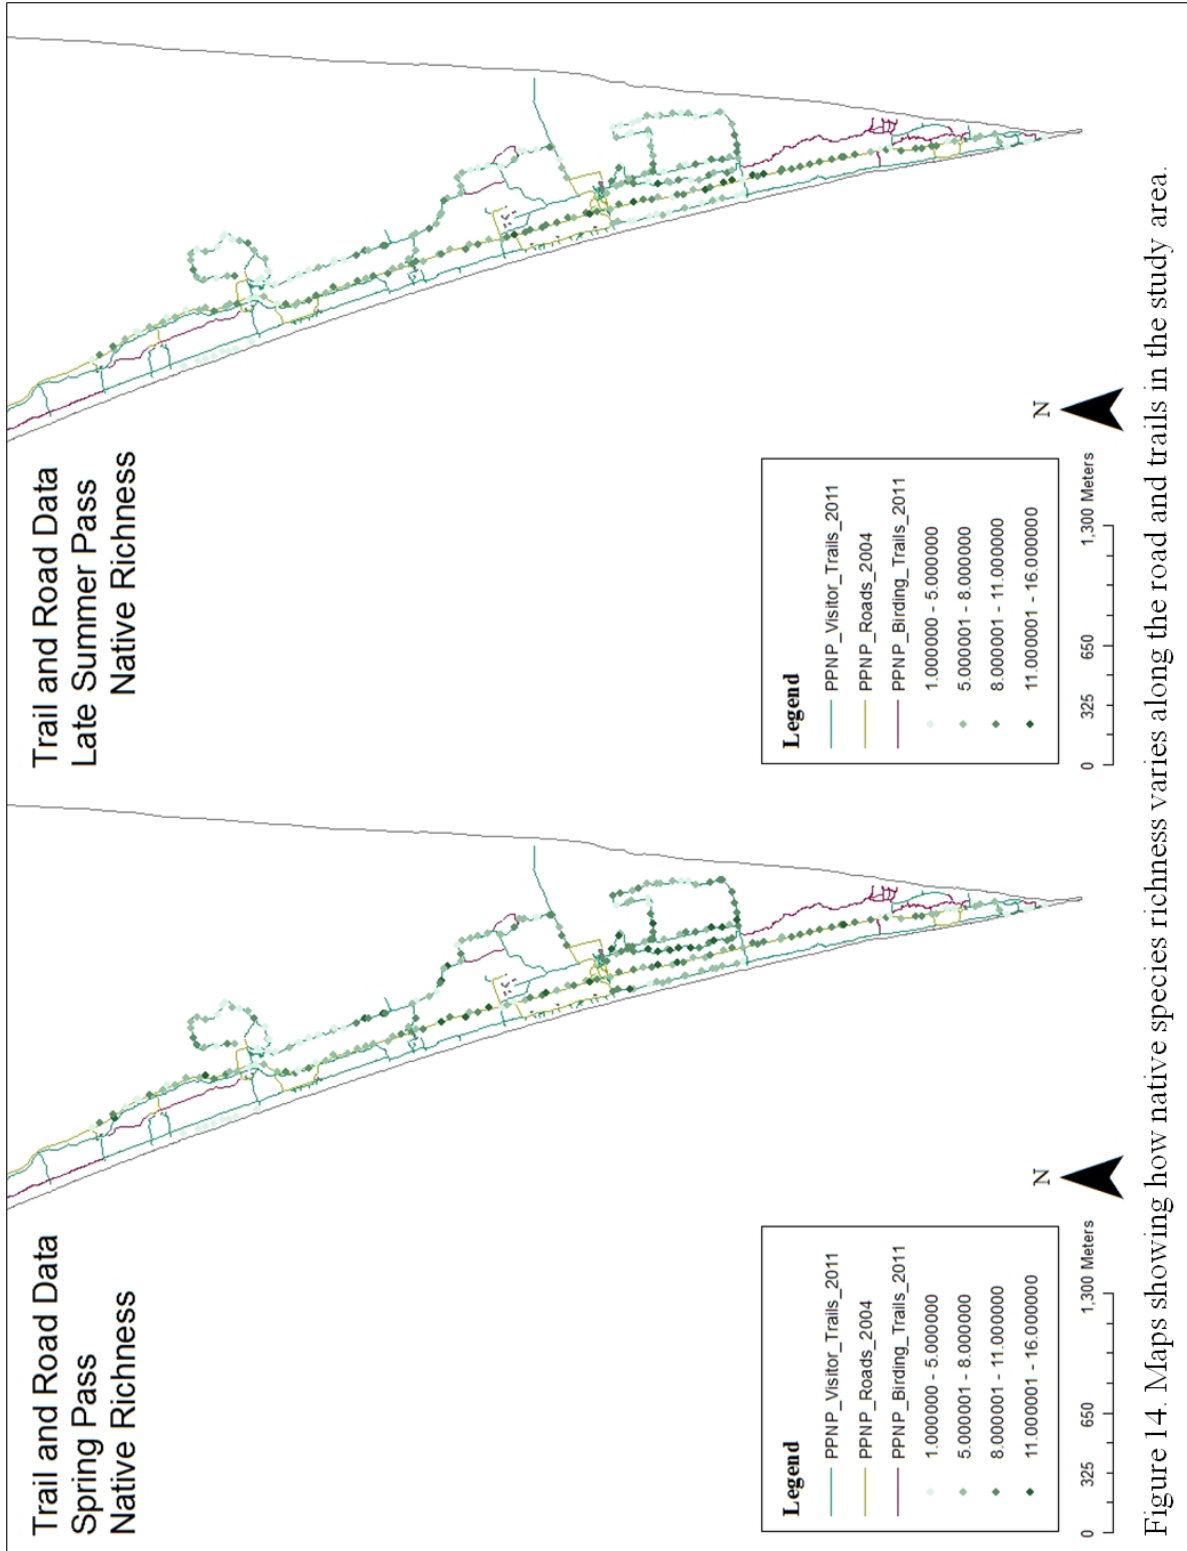 Trail and Road Data
Spring Pass
Native Richness
Legend
PPNP_Visitor_Trails_2011
PPNP_Roads_2004
PPNP_Birding_Trails_2011
1.000000 - 5.000000
5.000001 - 8.000000
8.000001 - 11.000000
11.000001 - 16.000000
0 325 650 1,300 Meters
N
Trail and Road Data
Late Summer Pass
Native Richness
Legend
PPNP_Visitor_Trails_2011
PPNP_Roads_2004
PPNP_Birding_Trails_2011
1.000000 - 5.000000
5.000001 - 8.000000
8.000001 - 11.000000
11.000001 - 16.000000
0 325 650 1,300 Meters
N
Figure 14. Maps showing how native species richness varies along the road and trails in the study area.